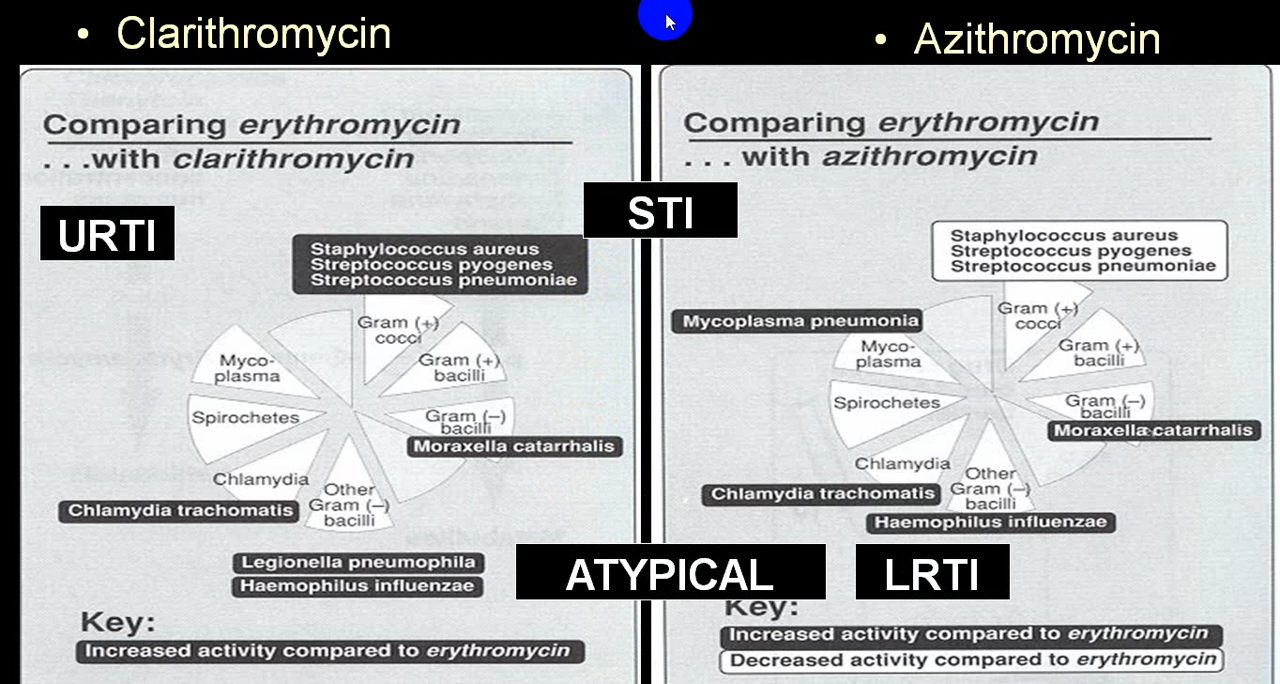 • Clarithromycin
Comparing erythromycin
. . .with clarithromycin
URTI
Staphylococcus aureus
Streptococcus pyogenes
Streptococcus pneumoniae
Gram (+)
cocci
Gram (+)
bacilli
Gram (–)
bacilli
Moraxella catarrhalis
Myco-
plasma
Spirochetes
Chlamydia
Chlamydia trachomatis
Other
Gram (–)
bacilli
Legionella pneumophila
Haemophilus influenzae
Key:
Increased activity compared to erythromycin
STI
ATYPICAL
• Azithromycin
Comparing erythromycin
. . . with azithromycin
Staphylococcus aureus
Streptococcus pyogenes
Streptococcus pneumoniae
Mycoplasma pneumonia
Gram (+)
cocci
Gram (+)
bacilli
Gram (–)
bacilli
Moraxella catarrhalis
Myco-
plasma
Spirochetes
Chlamydia
Chlamydia trachomatis
Other
Gram (–)
bacilli
Haemophilus influenzae
LRTI
Key:
Increased activity compared to erythromycin
Decreased activity compared to erythromycin